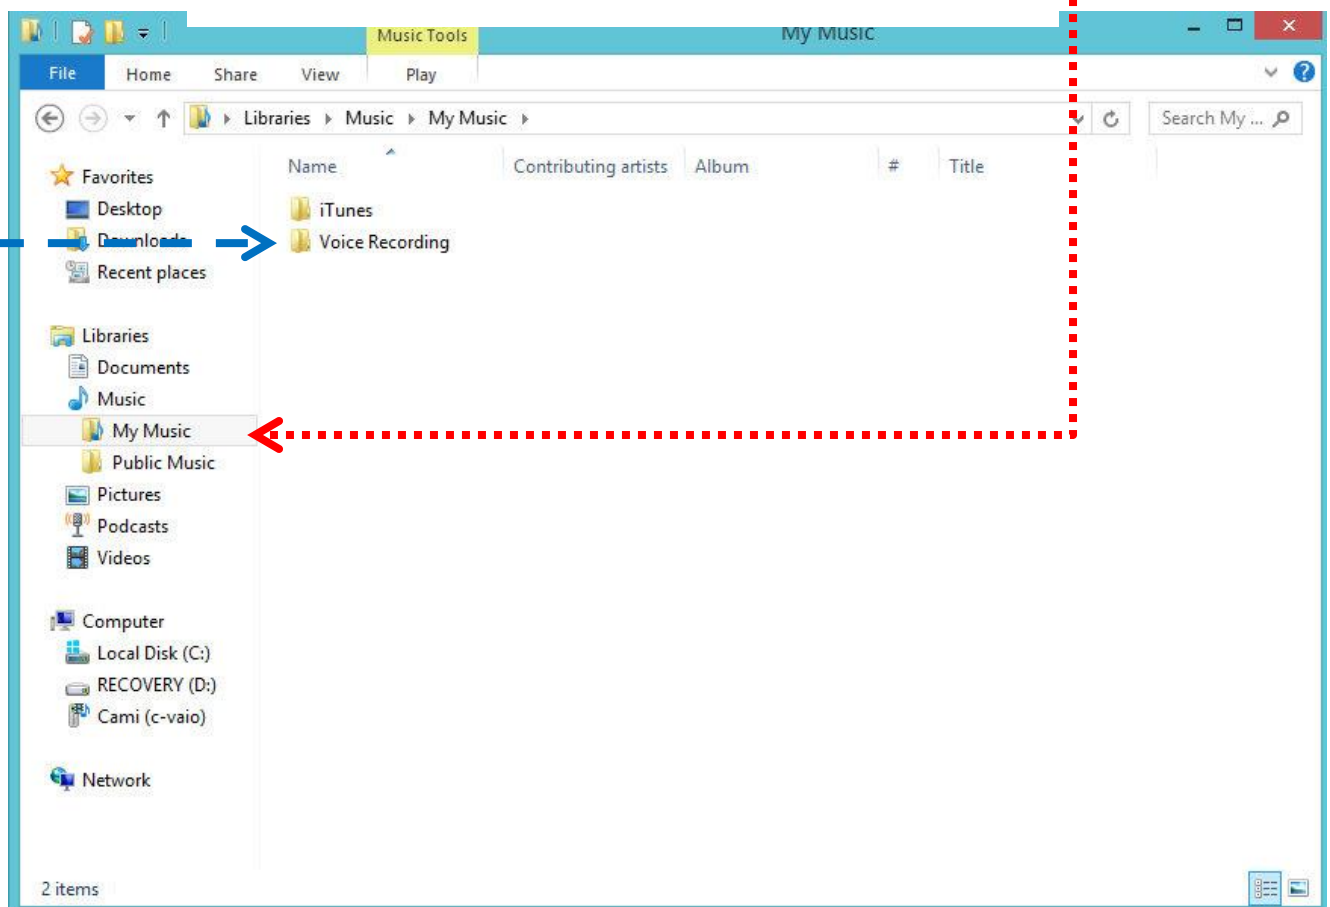 Music Tools
My Music
File Home Share View Play
Libraries Music My Music
Search My ...
Name Contributing artists Album # Title
Favorites
Desktop
Downloads
Recent places
iTunes
Voice Recording
Libraries
Documents
Music
My Music
Public Music
Pictures
Podcasts
Videos
Computer
Local Disk (C:)
RECOVERY (D:)
Cami (c-vaio)
Network
2 items